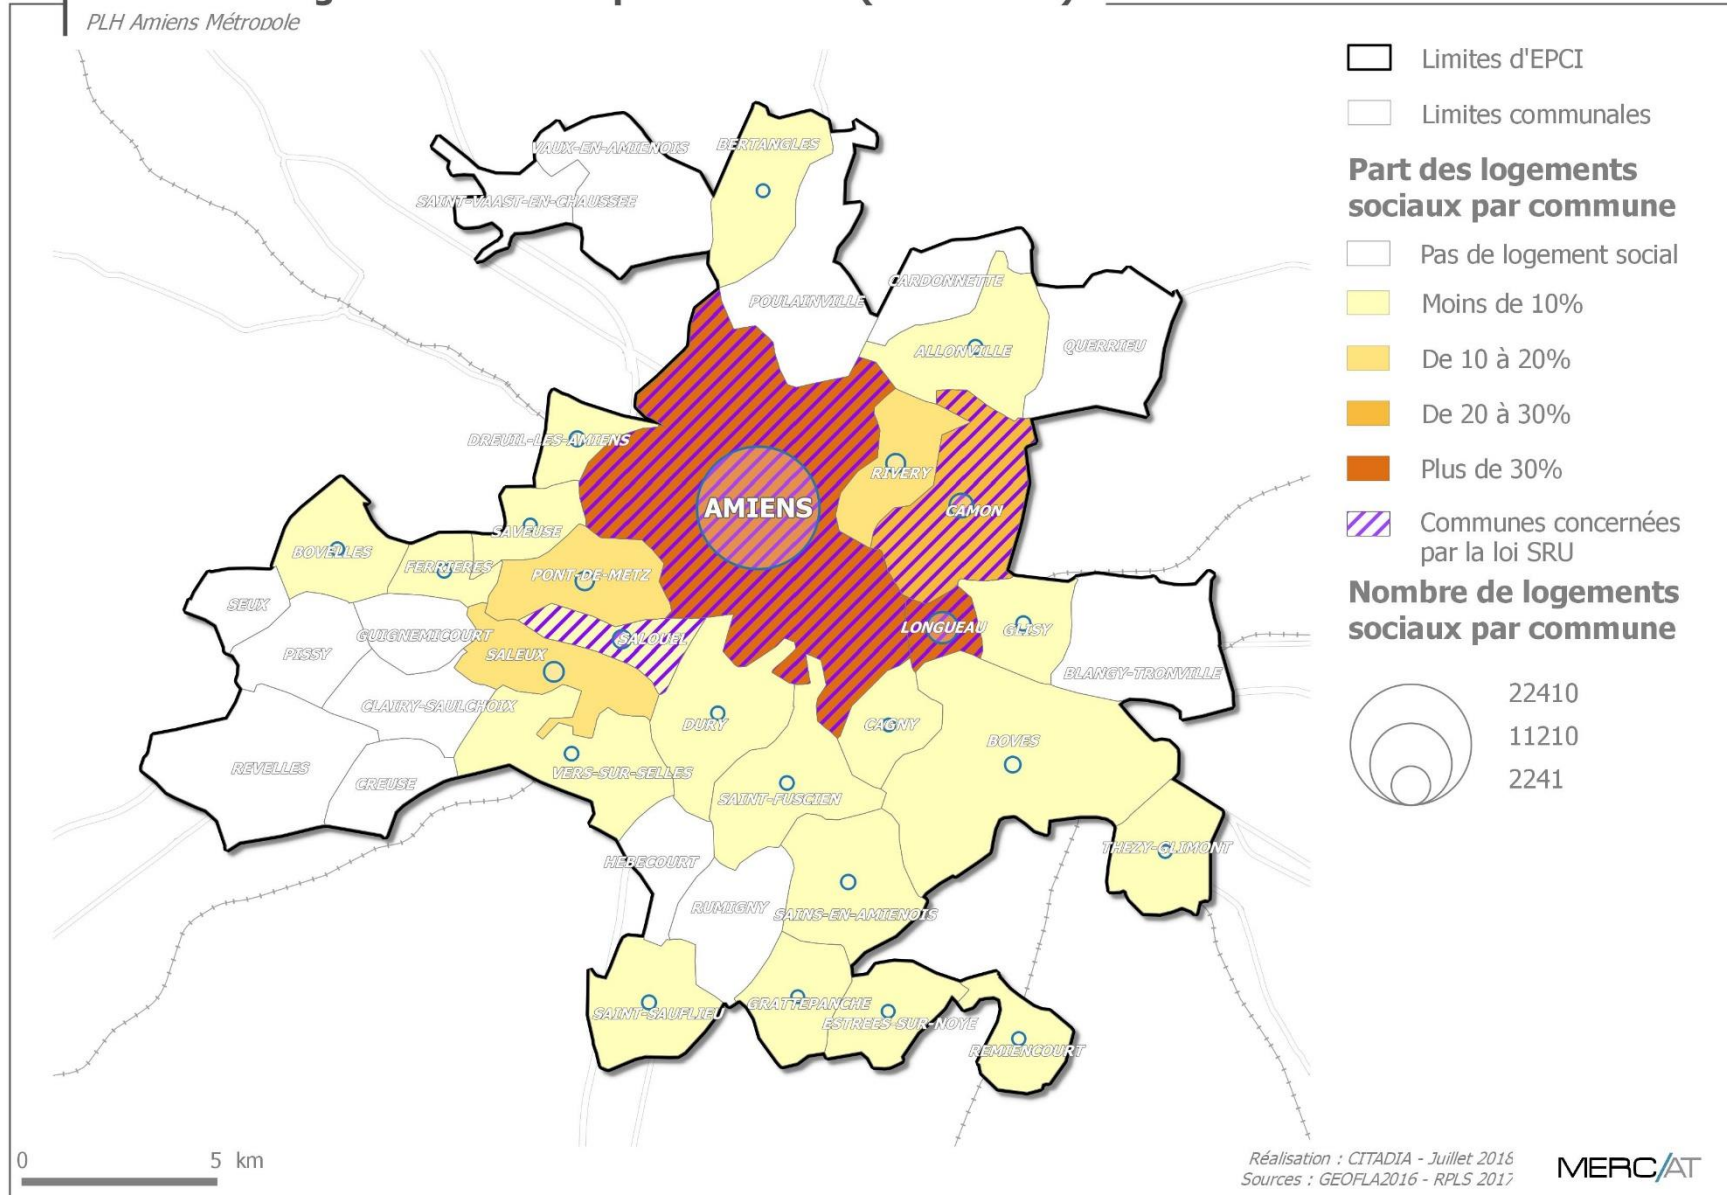 PLH Amiens Métropole
Limites d'EPCI
Limites communales
Part des logements
sociaux par commune
Pas de logement social
Moins de 10%
De 10 à 20%
De 20 à 30%
Plus de 30%
Communes concernées
par la loi SRU
Nombre de logements
sociaux par commune
22410
11210
2241
VAUX-EN-AMIENOIS
BERTANGLES
SAINT-VAAST-EN-CHAUSSEE
CARDONNETTE
POULAINVILLE
ALLONVILLE
QUERRIEU
DREUIL-LES-AMIENS
RIVERY
AMIENS
CAMON
SAVEUSE
BOVELLES
FERRIERES
PONT-DE-METZ
SEUX
GUIGNEMICOURT
SALOUEL
LONGUEAU
GLISY
PISSY
SALEUX
BLANGY-TRONVILLE
CLAIRY-SAULCHOIX
DURY
CAGNY
BOVES
REVELLES
CREUSE
VERS-SUR-SELLES
SAINT-FUSCIEN
HEBECOURT
THEZY-GLIMONT
RUMIGNY
SAINS-EN-AMIENOIS
SAINT-SAUFLIEU
GRATTEPANCHE
ESTREES-SUR-NOYE
REMIENCOURT
0 5 km
Réalisation : CITADIA - Juillet 2018
Sources : GEOFLA2016 - RPLS 2017
MERC/AT